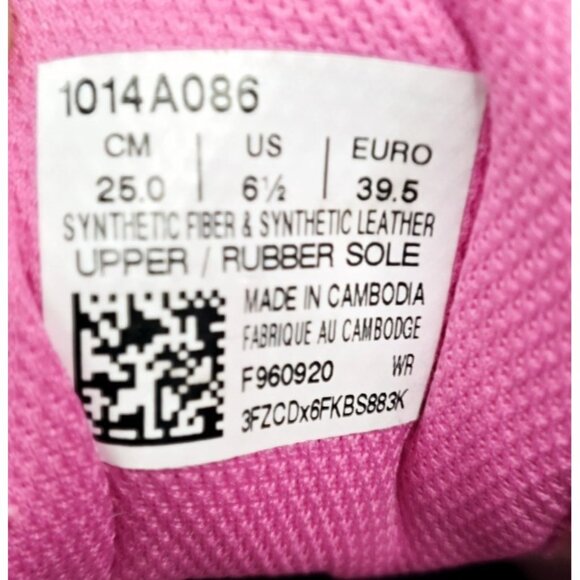 1014A086
CM | US | EURO
25.0 | 6½ | 39.5
SYNTHETIC FIBER & SYNTHETIC LEATHER
UPPER / RUBBER SOLE
MADE IN CAMBODIA
FABRIQUE AU CAMBODGE
F960920 WR
3FZCDx6FKBS883K